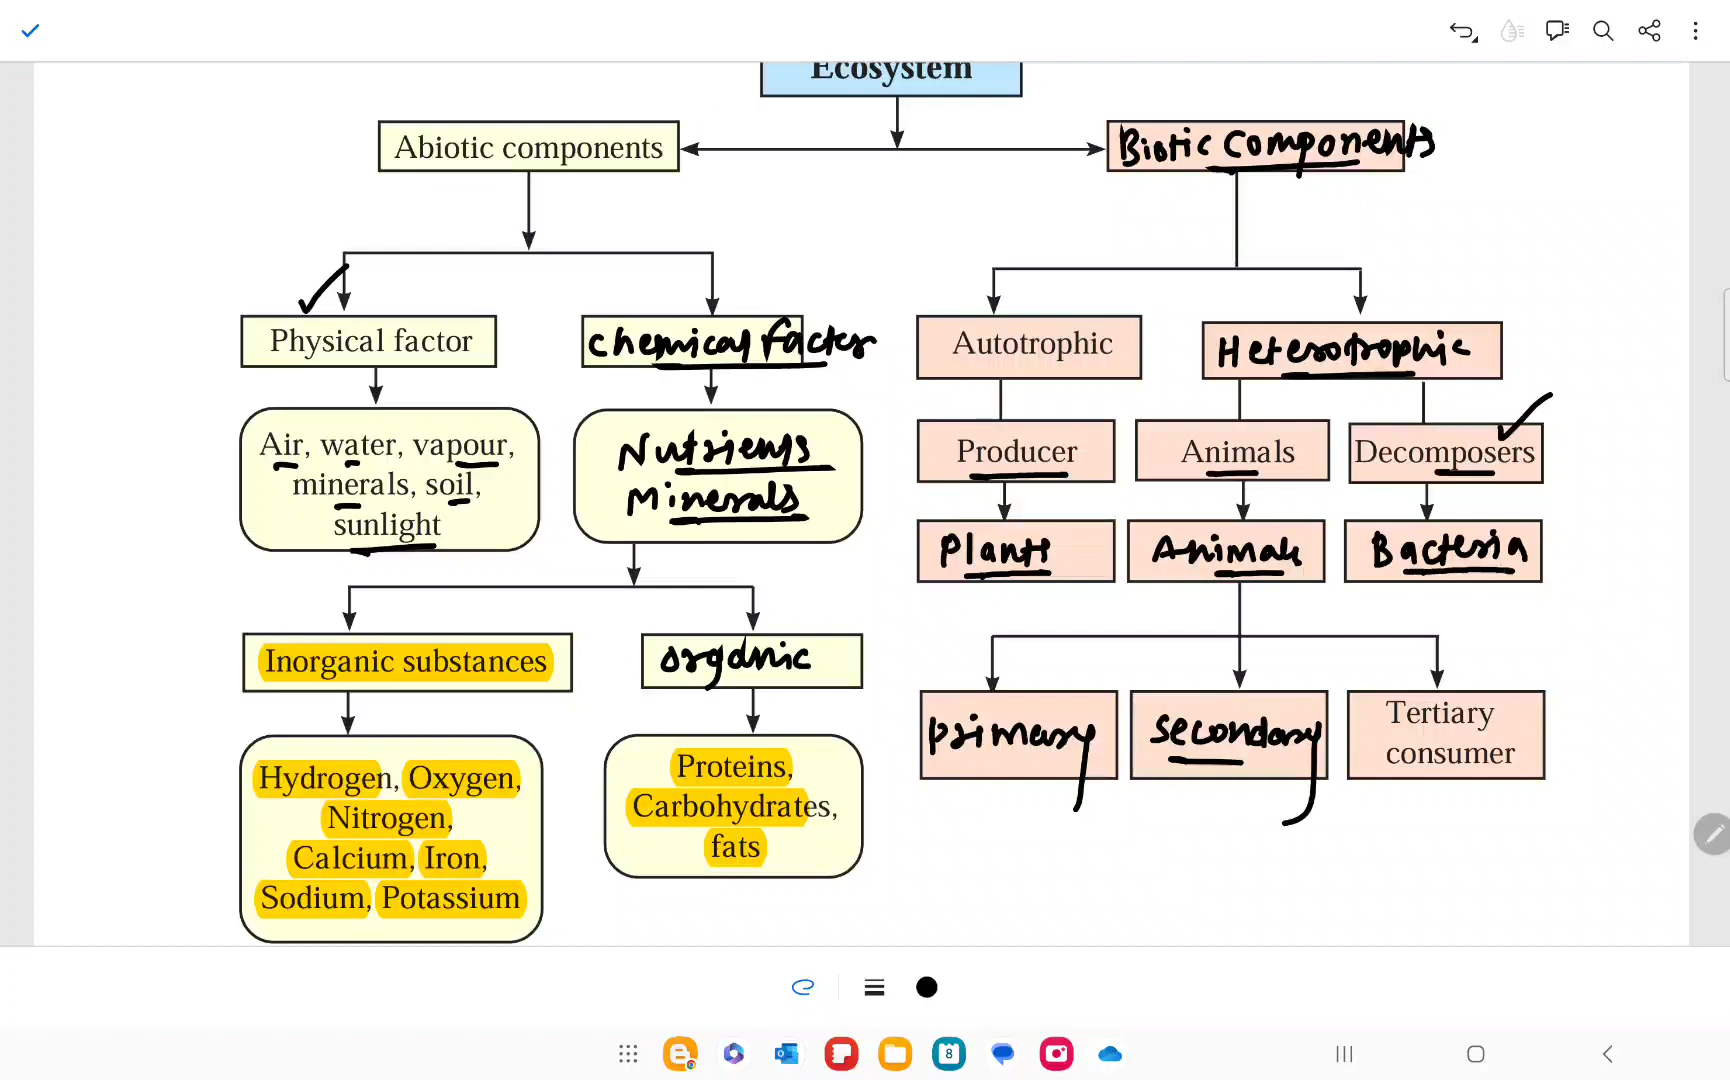 Ecosystem
Abiotic components
Biotic Components
Physical factor
Chemical factor
Autotrophic
Heterotrophic
Air, water, vapour,
minerals, soil,
sunlight
Nutrients
Minerals
Producer
Animals
Decomposers
Plants
Animals
Bacteria
Inorganic substances
organic
Hydrogen, Oxygen,
Nitrogen,
Calcium, Iron,
Sodium, Potassium
Proteins,
Carbohydrates,
fats
primary
secondary
Tertiary
consumer
8